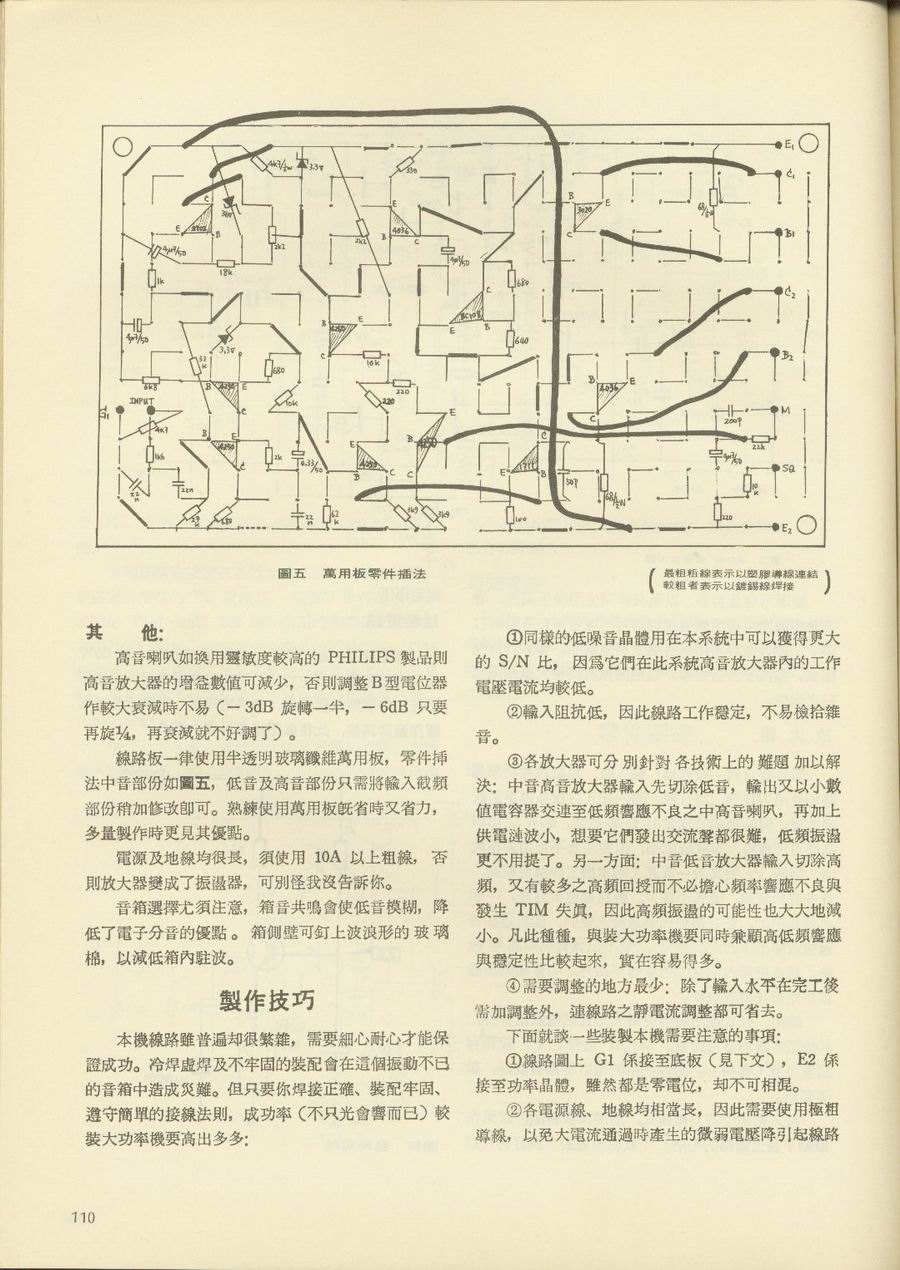 E1
4k7/½W
3.3V
330
C1
C
E
B
E
3V
68/½W
2N2
E
B
4036
3020
C
2k2
2k2
B
C
B1
4μ7/50
4μ7/50
18k
1k
680
C
C2
BC108
4μ7/50
B
E
E
B
3.3V
4250
640
33
k
C
10k
B2
6k8
680
B
E
220
B
E
4250
4036
INPUT
10k
220
G1
C
E
C
200P
M
4k7
B
E
B
C
22k
1k6
4250
2k
0.33/50
E
4250
4μ7/50
C
4030
C
C
E
B
SQ
22n
22n
B
30P
68/½W
10
k
22
n
62
k
3k9
3k9
100
220
E2
圖五 萬用板零件插法
最粗粗線表示以塑膠導線連結
較粗者表示以鍍錫線焊接
其 他:
高音喇叭如換用靈敏度較高的 PHILIPS 製品則
高音放大器的增益數值可減少，否則調整B型電位器
作較大衰減時不易（－3dB 旋轉一半，－6dB 只要
再旋¼，再衰減就不好調了）。
線路板一律使用半透明玻璃纖維萬用板，零件挿
法中音部份如圖五，低音及高音部份只需將輸入截頻
部份稍加修改卽可。熟練使用萬用板旣省時又省力，
多量製作時更見其優點。
電源及地線均很長，須使用 10A 以上粗線，否
則放大器變成了振盪器，可別怪我沒告訴你。
音箱選擇尤須注意，箱音共鳴會使低音模糊，降
低了電子分音的優點。箱側壁可釘上波浪形的玻璃
棉，以減低箱內駐波。
製作技巧
本機線路雖普遍却很繁雜，需要細心耐心才能保
證成功。冷焊虛焊及不牢固的裝配會在這個振動不已
的音箱中造成災難。但只要你焊接正確、裝配牢固、
遵守簡單的接線法則，成功率（不只光會響而已）較
裝大功率機要高出多多：
①同樣的低噪音晶體用在本系統中可以獲得更大
的 S/N 比，因爲它們在此系統高音放大器內的工作
電壓電流均較低。
②輸入阻抗低，因此線路工作穩定，不易檢拾雜
音。
③各放大器可分別針對各技術上的難題加以解
決：中音高音放大器輸入先切除低音，輸出又以小數
値電容器交連至低頻響應不良之中高音喇叭，再加上
供電漣波小，想要它們發出交流聲都很難，低頻振盪
更不用提了。另一方面：中音低音放大器輸入切除高
頻，又有較多之高頻回授而不必擔心頻率響應不良與
發生 TIM 失眞，因此高頻振盪的可能性也大大地減
小。凡此種種，與裝大功率機要同時兼顧高低頻響應
與穩定性比較起來，實在容易得多。
④需要調整的地方最少：除了輸入水平在完工後
需加調整外，連線路之靜電流調整都可省去。
下面就談一些裝製本機需要注意的事項：
①線路圖上 G1 係接至底板（見下文），E2 係
接至功率晶體，雖然都是零電位，却不可相混。
②各電源線、地線均相當長，因此需要使用極粗
導線，以免大電流通過時產生的微弱電壓降引起線路
110